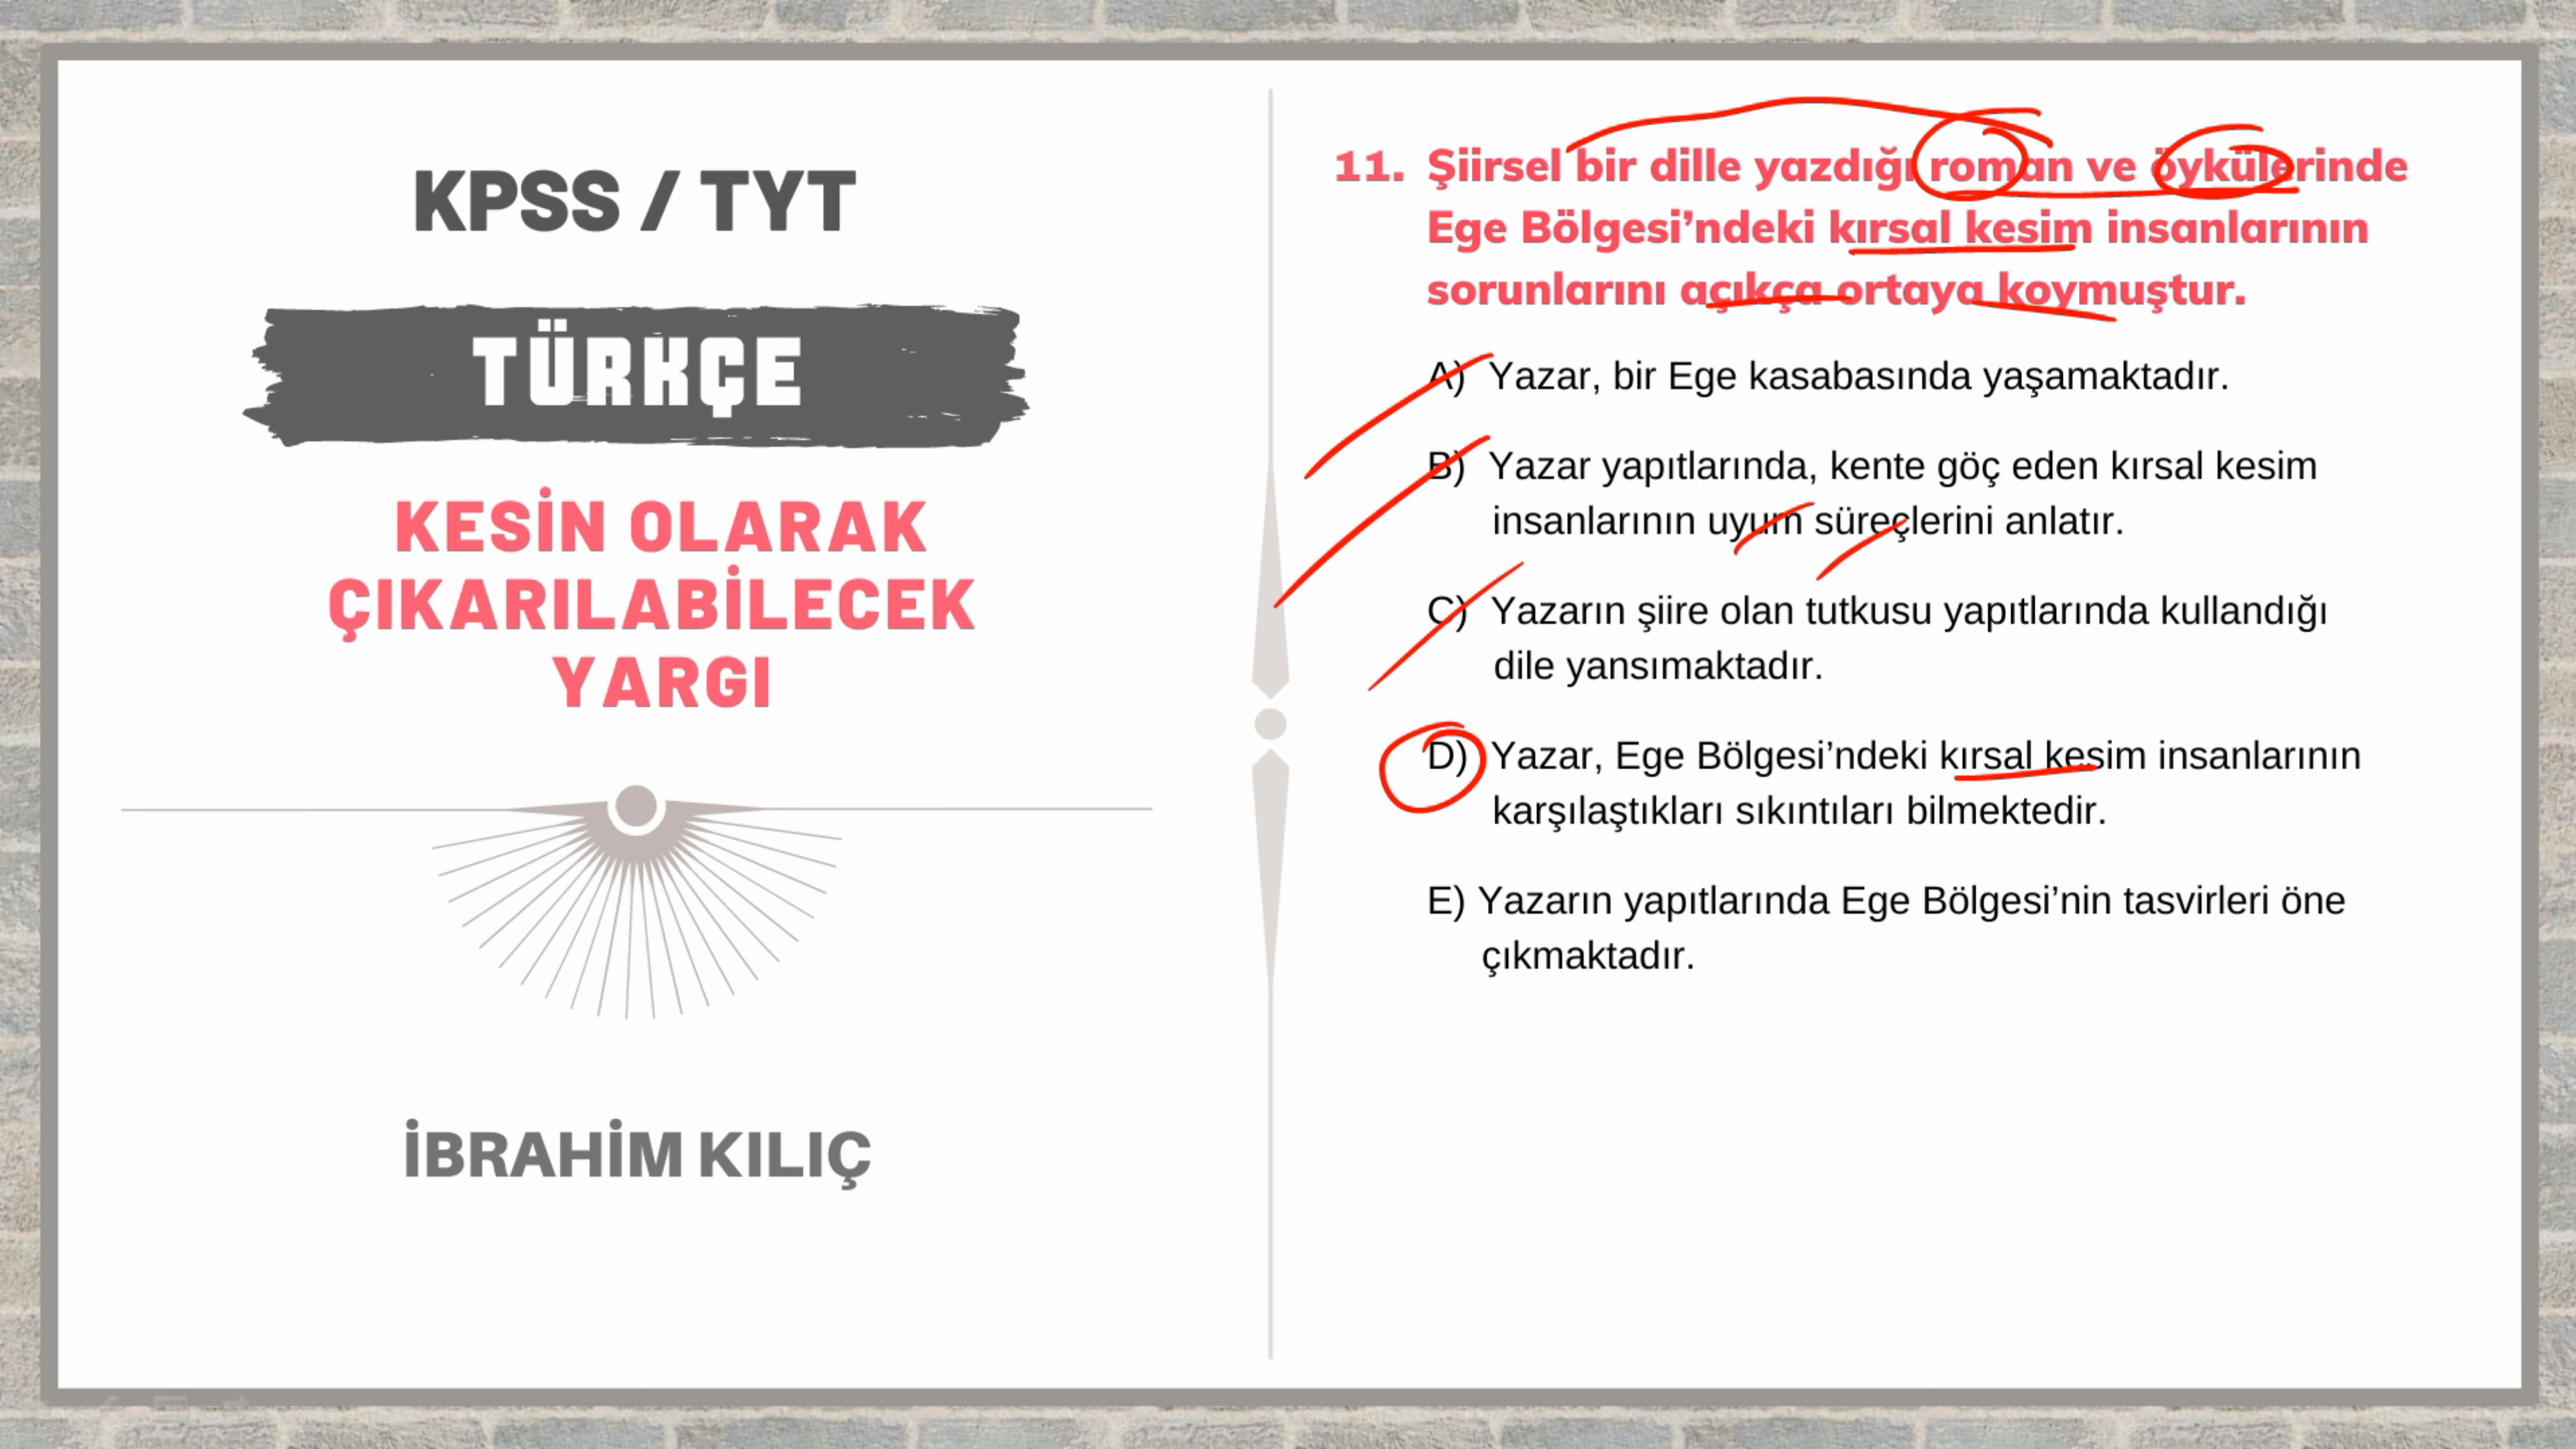 KPSS / TYT
TÜRKÇE
KESİN OLARAK
ÇIKARILABİLECEK
YARGI
İBRAHİM KILIÇ
11. Şiirsel bir dille yazdığı roman ve öykülerinde
Ege Bölgesi’ndeki kırsal kesim insanlarının
sorunlarını açıkça ortaya koymuştur.
A) Yazar, bir Ege kasabasında yaşamaktadır.
B) Yazar yapıtlarında, kente göç eden kırsal kesim
insanlarının uyum süreçlerini anlatır.
C) Yazarın şiire olan tutkusu yapıtlarında kullandığı
dile yansımaktadır.
D) Yazar, Ege Bölgesi’ndeki kırsal kesim insanlarının
karşılaştıkları sıkıntıları bilmektedir.
E) Yazarın yapıtlarında Ege Bölgesi’nin tasvirleri öne
çıkmaktadır.